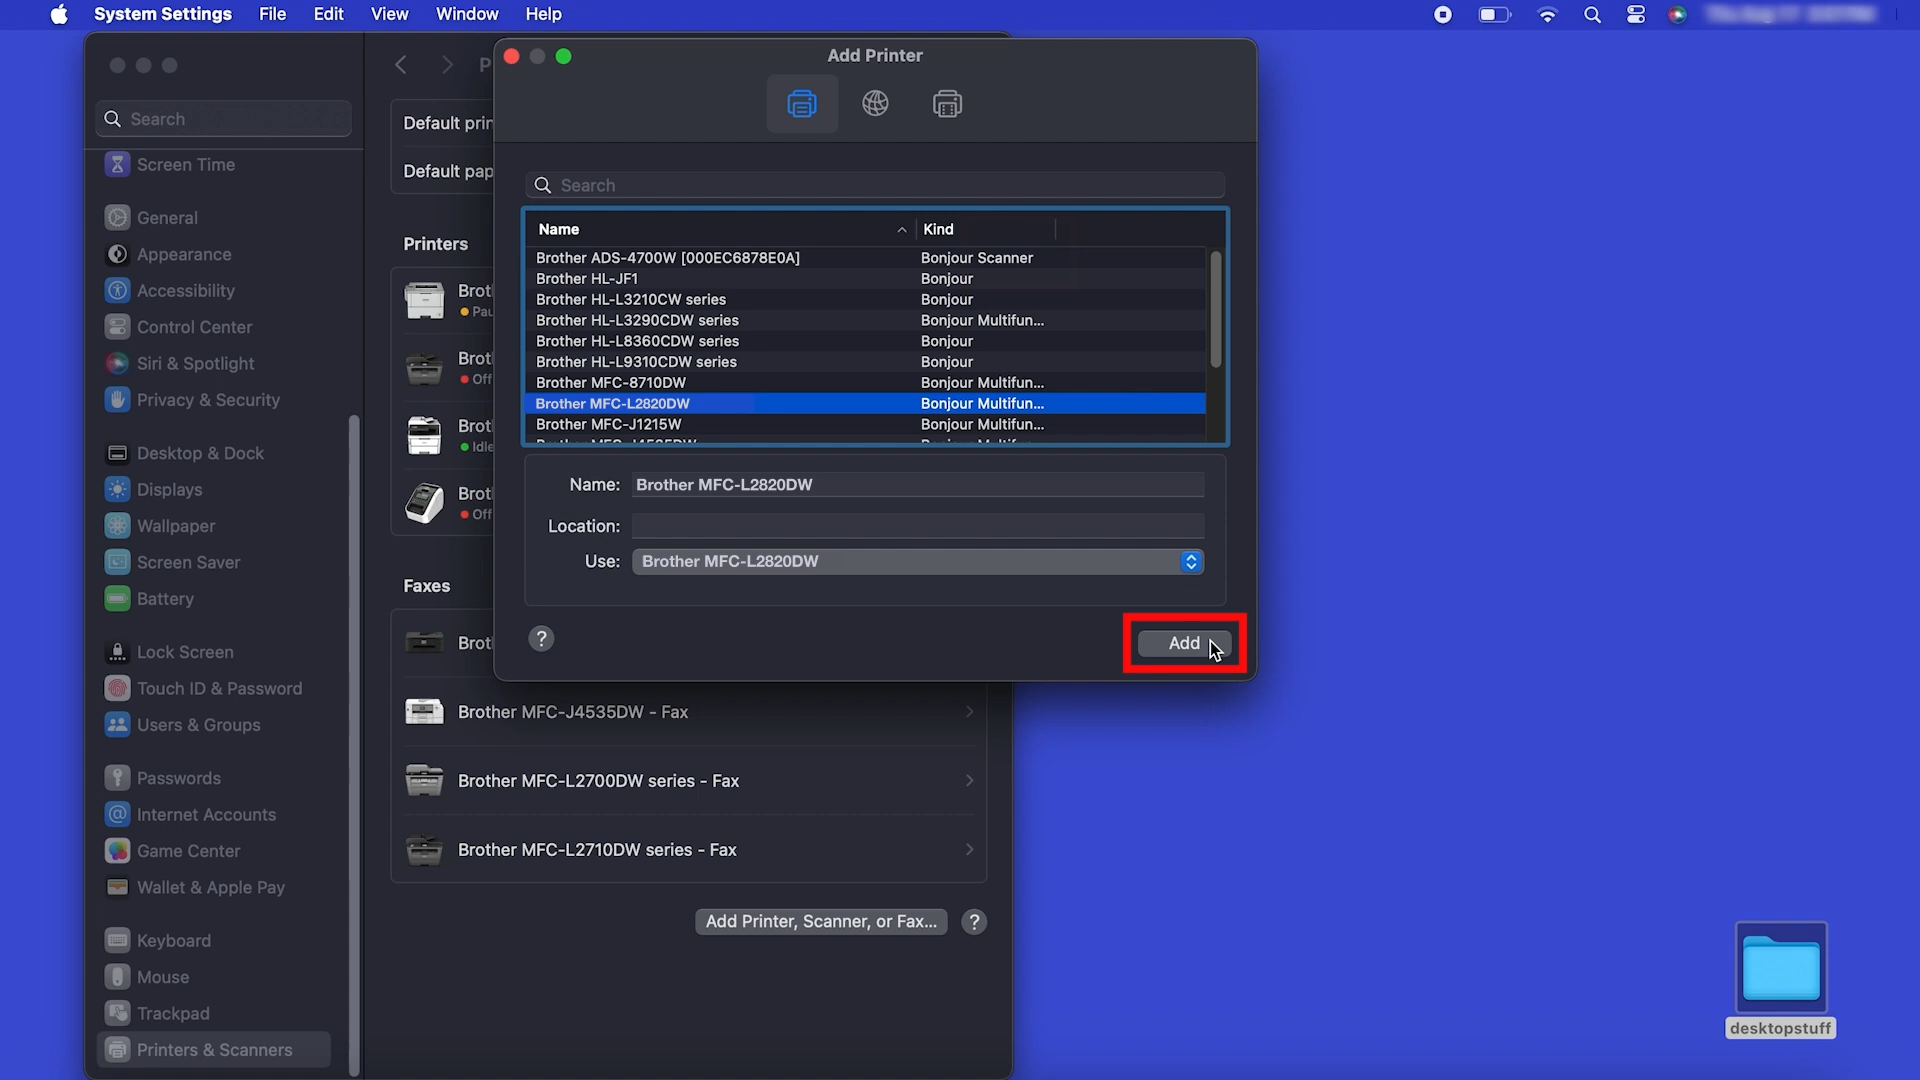 System Settings File Edit View Window Help
Search
Screen Time
General
Appearance
Accessibility
Control Center
Siri & Spotlight
Privacy & Security
Desktop & Dock
Displays
Wallpaper
Screen Saver
Battery
Lock Screen
Touch ID & Password
Users & Groups
Passwords
Internet Accounts
Game Center
Wallet & Apple Pay
Keyboard
Mouse
Trackpad
Printers & Scanners
Default
Default
Printers
Faxes
Brother MFC-J4535DW - Fax
Brother MFC-L2700DW series - Fax
Brother MFC-L2710DW series - Fax
Add Printer, Scanner, or Fax... ?
Add Printer
Search
Name Kind
Brother ADS-4700W [000EC6878E0A] Bonjour Scanner
Brother HL-JF1 Bonjour
Brother HL-L3210CW series Bonjour
Brother HL-L3290CDW series Bonjour Multifun...
Brother HL-L8360CDW series Bonjour
Brother HL-L9310CDW series Bonjour
Brother MFC-8710DW Bonjour Multifun...
Brother MFC-L2820DW Bonjour Multifun...
Brother MFC-J1215W Bonjour Multifun...
Name: Brother MFC-L2820DW
Location:
Use: Brother MFC-L2820DW
? Add
desktopstuff